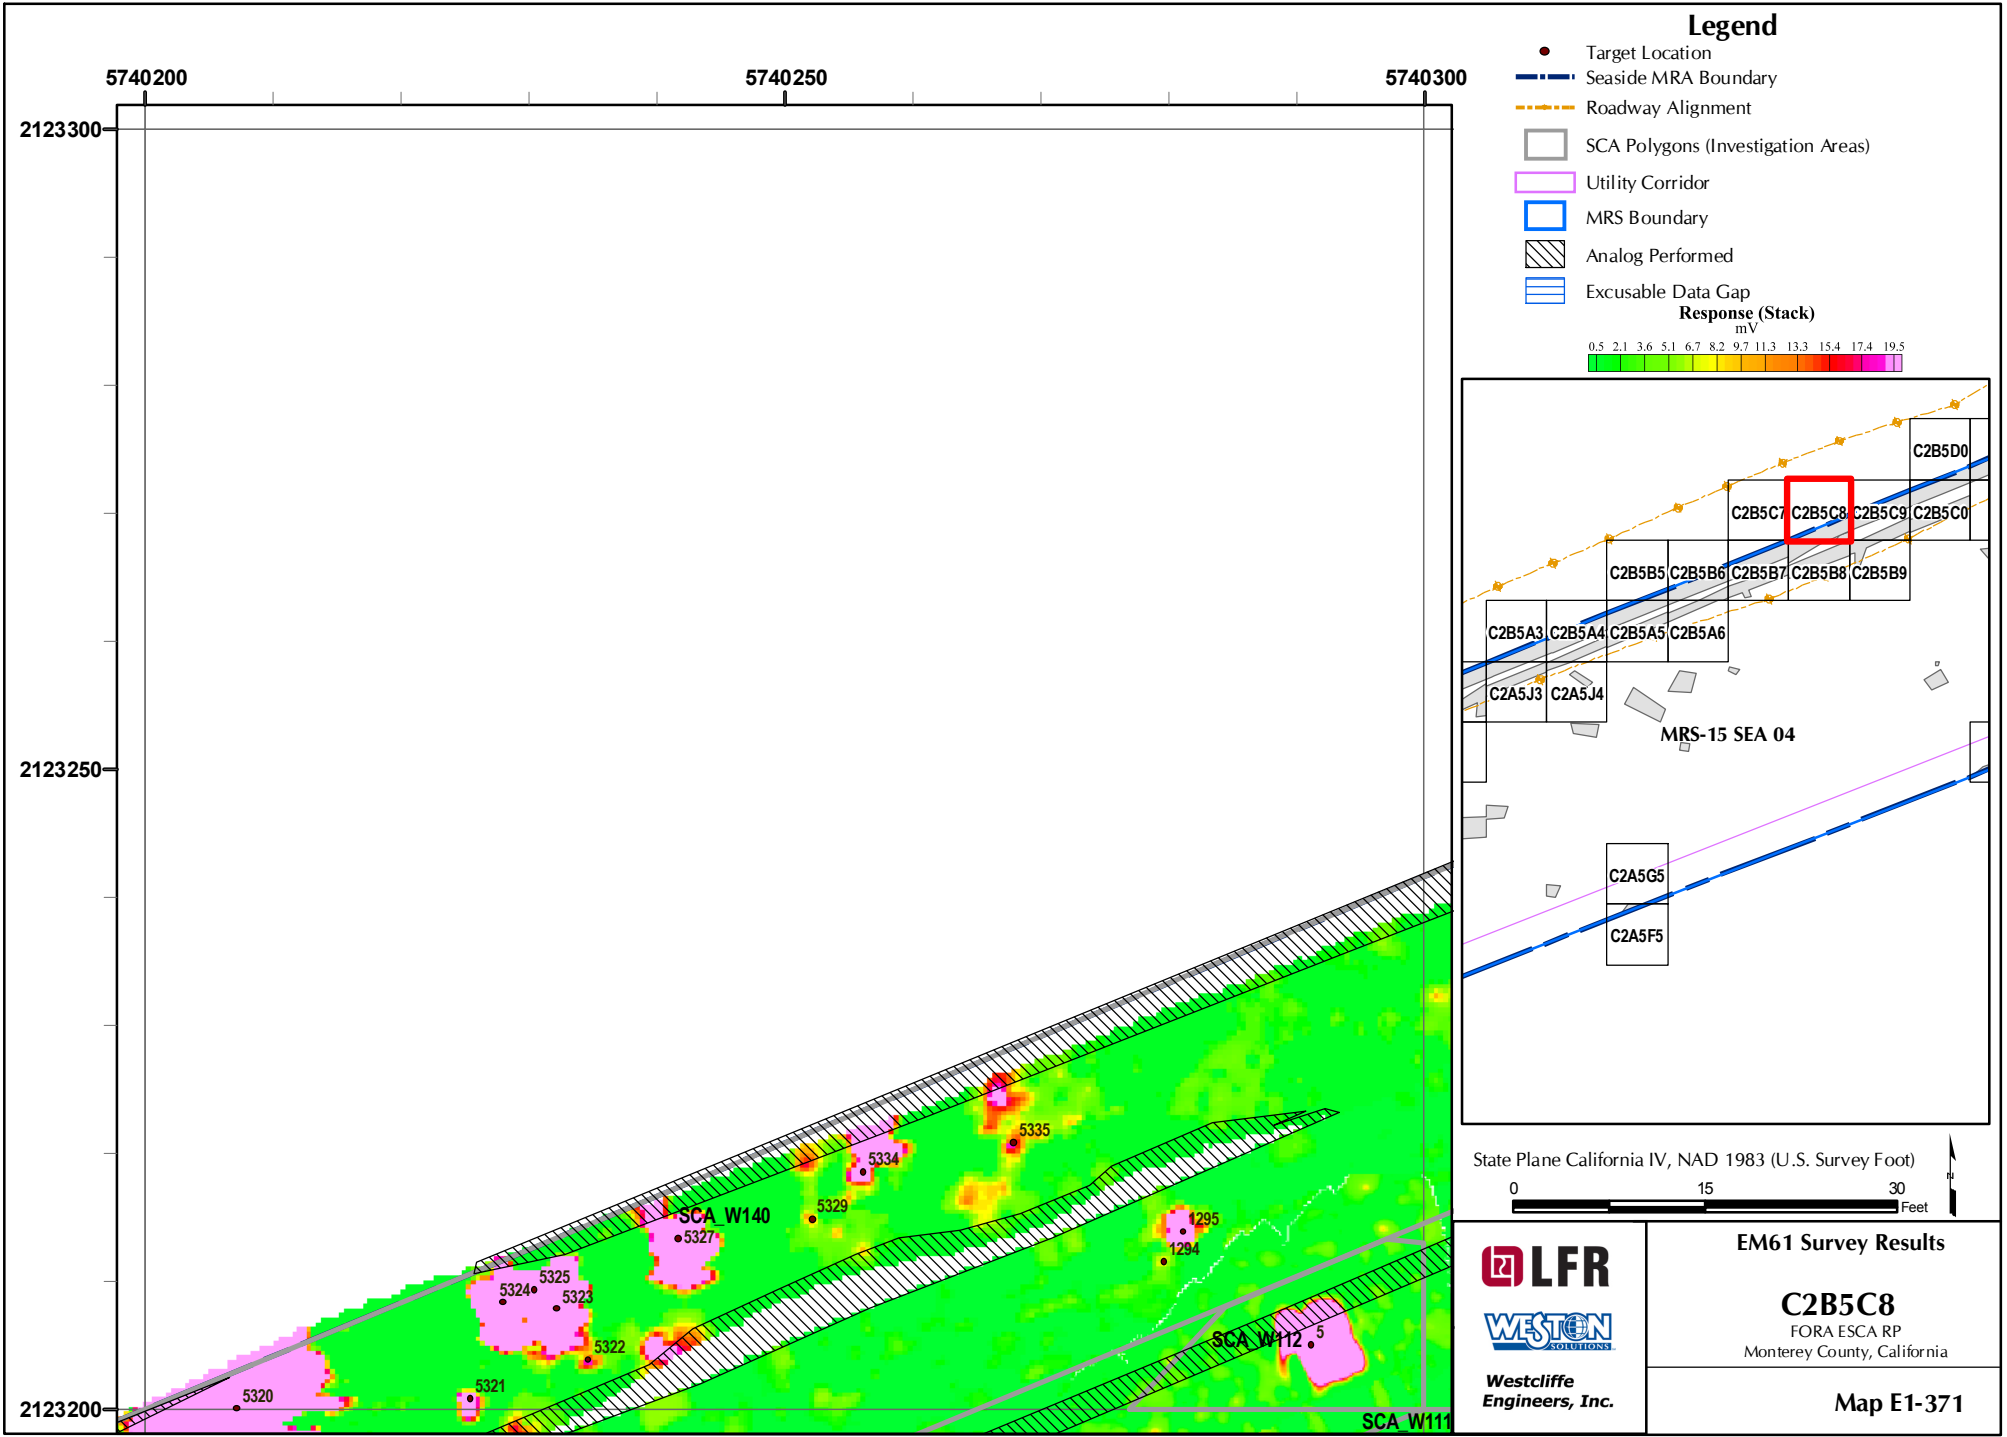 Legend
Target Location
Seaside MRA Boundary
Roadway Alignment
SCA Polygons (Investigation Areas)
Utility Corridor
MRS Boundary
Analog Performed
Excusable Data Gap
Response (Stack)
mV
0.5 2.1 3.6 5.1 6.7 8.2 9.7 11.3 13.3 15.4 17.4 19.5
5740200 5740250 5740300
2123300
2123250
2123200
5335
5334
5329
SCA_W140
5327
1295
1294
5325
5324
5323
5322
SCA_W112
5
5321
5320
SCA_W111
C2B5D0
C2B5C7 C2B5C8 C2B5C9 C2B5C0
C2B5B5 C2B5B6 C2B5B7 C2B5B8 C2B5B9
C2B5A3 C2B5A4 C2B5A5 C2B5A6
C2A5J3 C2A5J4
MRS-15 SEA 04
C2A5G5
C2A5F5
State Plane California IV, NAD 1983 (U.S. Survey Foot)
N
0 15 30
Feet
LFR
WESTON
SOLUTIONS
Westcliffe
Engineers, Inc.
EM61 Survey Results
C2B5C8
FORA ESCA RP
Monterey County, California
Map E1-371